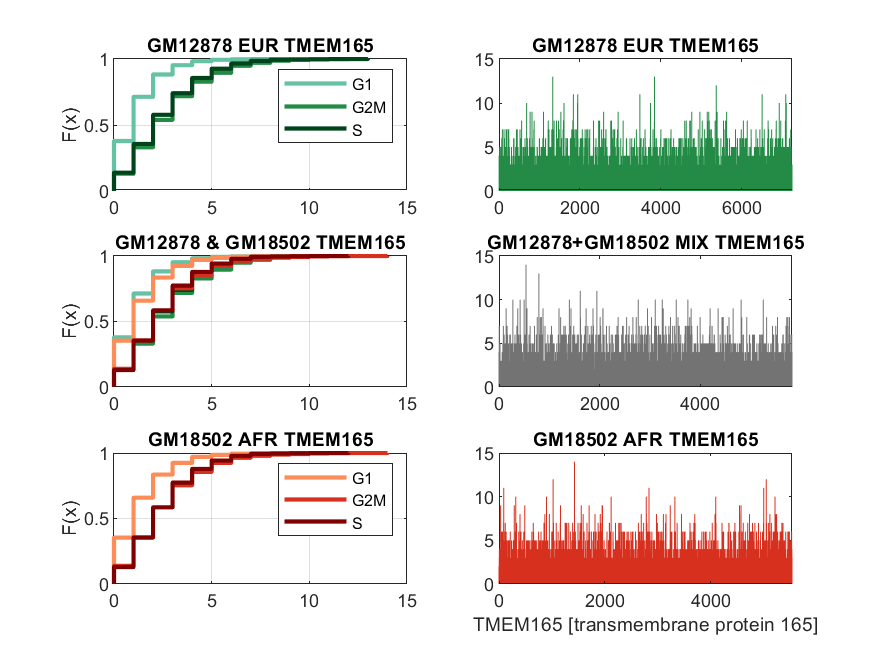 GM12878 EUR TMEM165
F(x)
1
0.5
0
0
5
10
15
G1
G2M
S
GM12878 EUR TMEM165
15
10
5
0
0
2000
4000
6000
GM12878 & GM18502 TMEM165
F(x)
1
0.5
0
0
5
10
15
GM12878+GM18502 MIX TMEM165
15
10
5
0
0
2000
4000
GM18502 AFR TMEM165
F(x)
1
0.5
0
0
5
10
15
G1
G2M
S
GM18502 AFR TMEM165
15
10
5
0
0
2000
4000
TMEM165 [transmembrane protein 165]